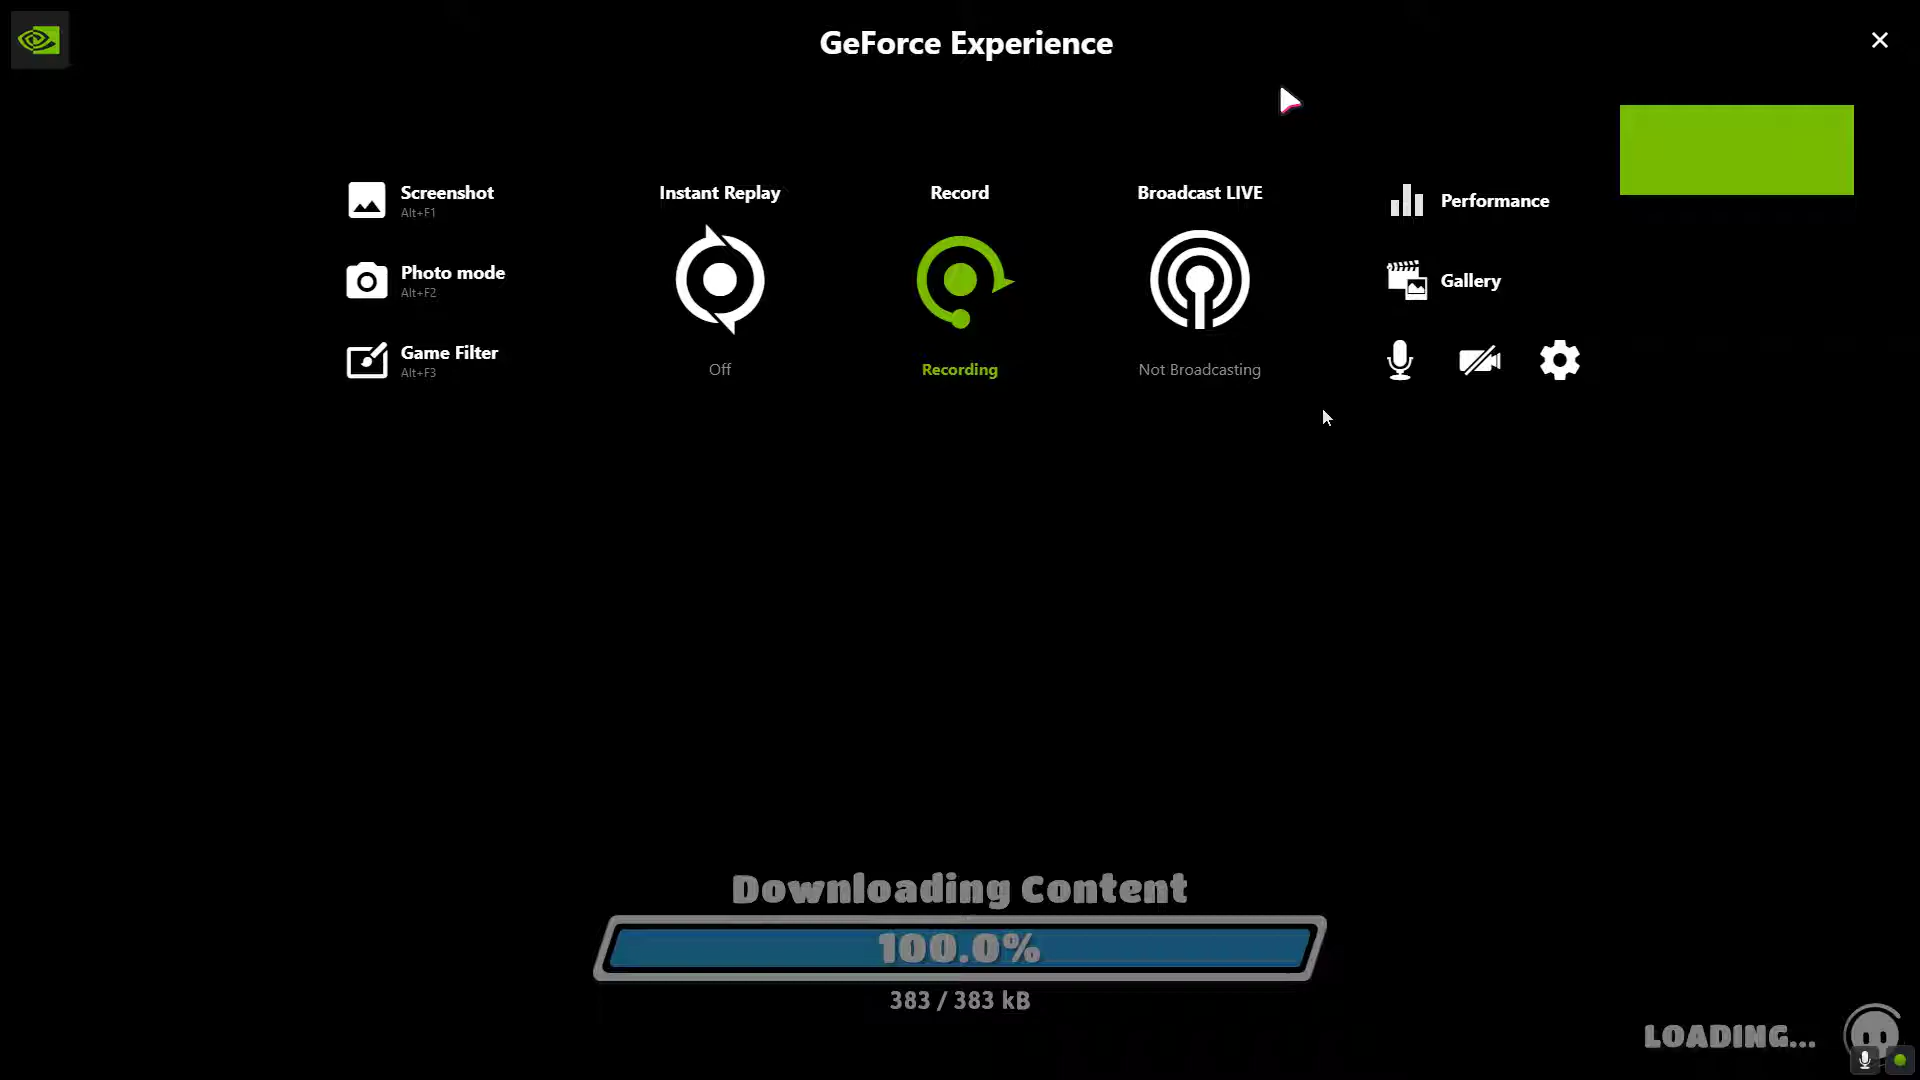 GeForce Experience
Screenshot
Alt+F1
Photo mode
Alt+F2
Game Filter
Alt+F3
Instant Replay
Off
Record
Recording
Broadcast LIVE
Not Broadcasting
Performance
Gallery
Downloading Content
100.0%
383 / 383 kB
LOADING...